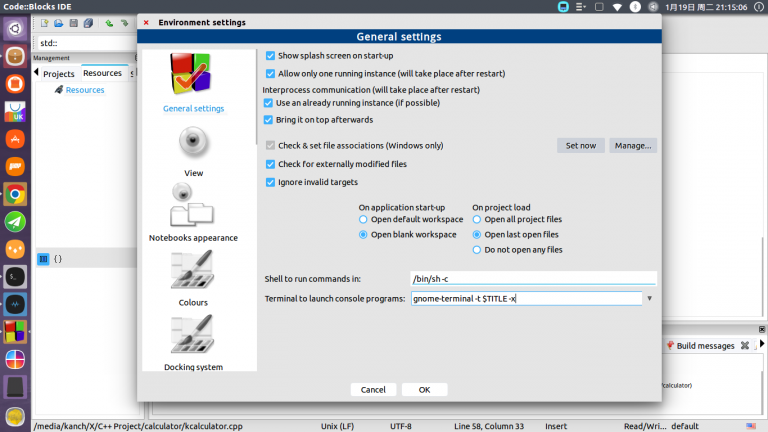 Code::Blocks IDE
1月19日 周二 21:15:06
std::
Management
Projects
Resources
S
Resources
{}
UK
Environment settings
General settings
General settings
View
Notebooks appearance
Colours
Docking system
Show splash screen on start-up
Allow only one running instance (will take place after restart)
Interprocess communication (will take place after restart)
Use an already running instance (if possible)
Bring it on top afterwards
Check & set file associations (Windows only)
Set now
Manage...
Check for externally modified files
Ignore invalid targets
On application start-up
Open default workspace
Open blank workspace
On project load
Open all project files
Open last open files
Do not open any files
Shell to run commands in:
/bin/sh -c
Terminal to launch console programs:
gnome-terminal -t $TITLE -x
Cancel
OK
Build messages
/calculator)
/media/kanch/X/C++ Project/calculator/kcalculator.cpp
Unix (LF)
UTF-8
Line 58, Column 33
Insert
Read/Wri...
default